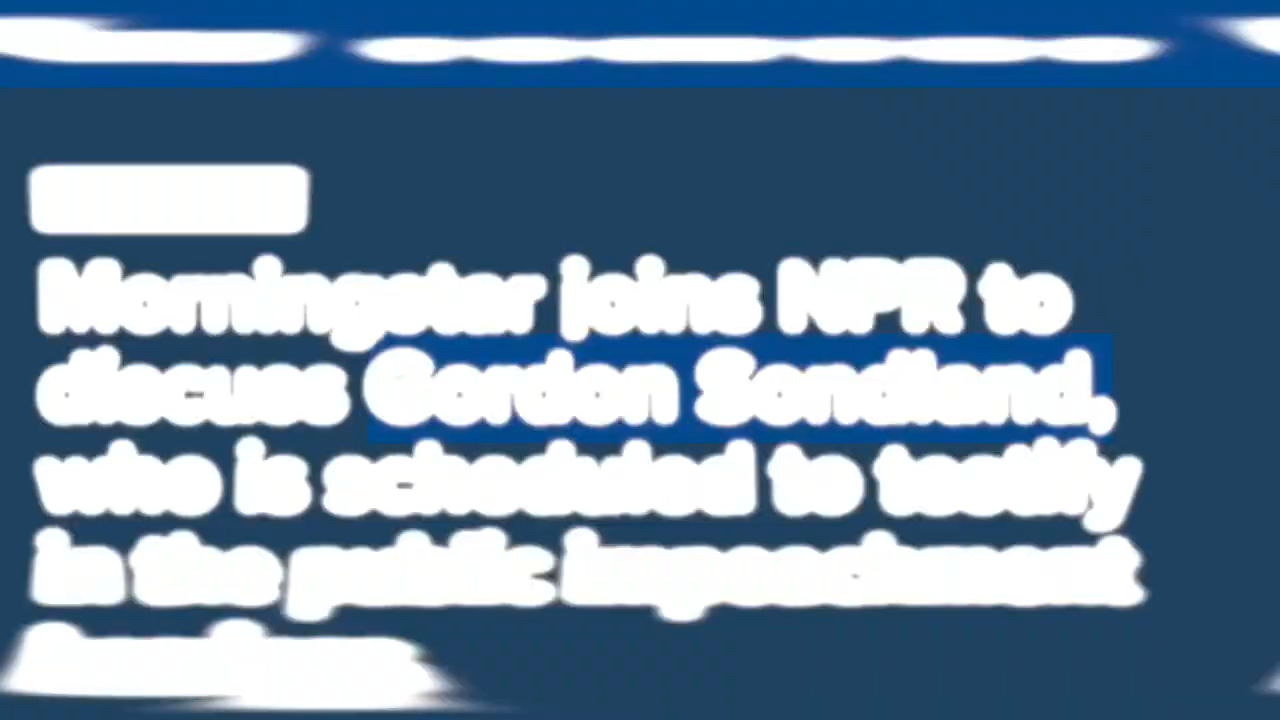 Morningstar joins NPR to
discuss Gordon Sondland,
who is scheduled to testify
in the public impeachment